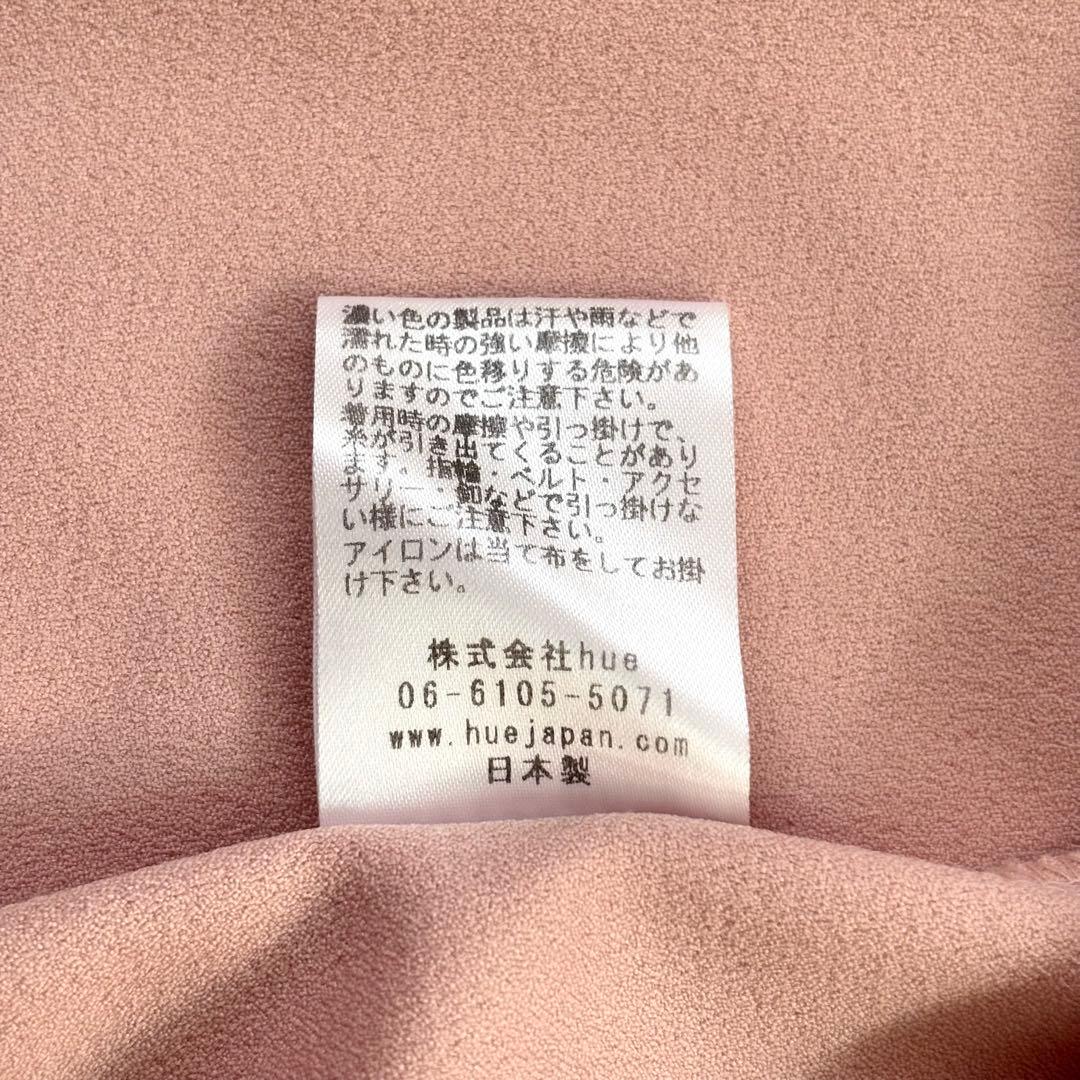 濃い色の製品は汗や雨などで
濡れた時の強い摩擦により他
のものに色移りする危険があ
りますのでご注意下さい。
着用時の摩擦や引っ掛けで、
糸が引き出てくることがあり
ます。指輪・ベルト・アクセ
サリー・釦などで引っ掛けな
い様にご注意下さい。
アイロンは当て布をしてお掛
け下さい。
株式会社hue
06-6105-5071
www.huejapan.com
日本製